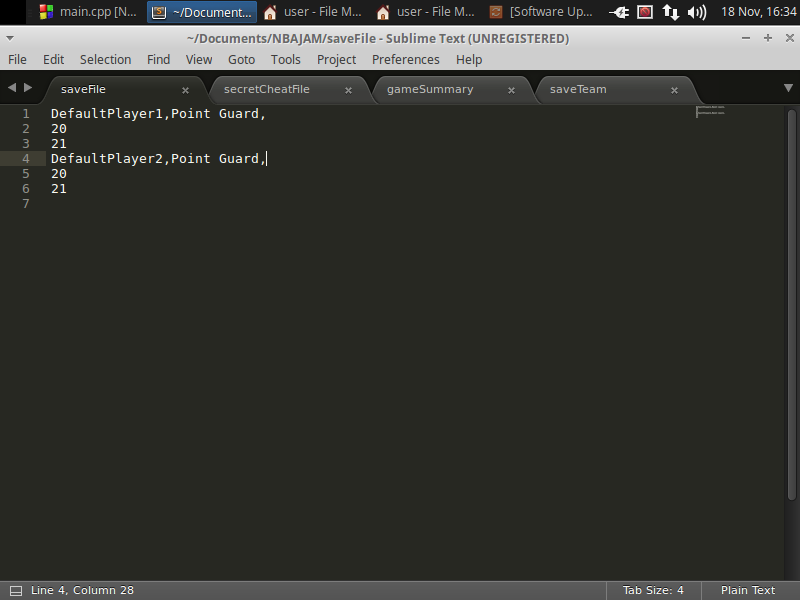 main.cpp [N...
~/Document...
user - File M...
user - File M...
[Software Up...
18 Nov, 16:34
~/Documents/NBAJAM/saveFile - Sublime Text (UNREGISTERED)
File Edit Selection Find View Goto Tools Project Preferences Help
saveFile
secretCheatFile
gameSummary
saveTeam
1 DefaultPlayer1,Point Guard,
2 20
3 21
4 DefaultPlayer2,Point Guard,
5 20
6 21
7
Line 4, Column 28
Tab Size: 4
Plain Text